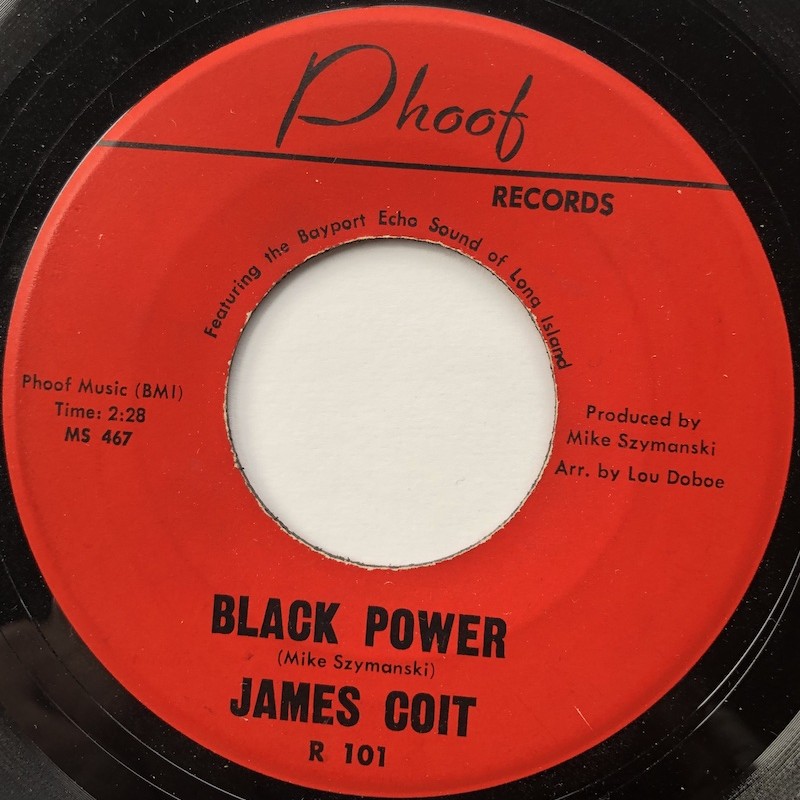 Phoof
RECORDS
Featuring the Bayport Echo Sound of Long Island
Phoof Music (BMI)
Time: 2:28
MS 467
Produced by
Mike Szymanski
Arr. by Lou Doboe
BLACK POWER
(Mike Szymanski)
JAMES COIT
R 101